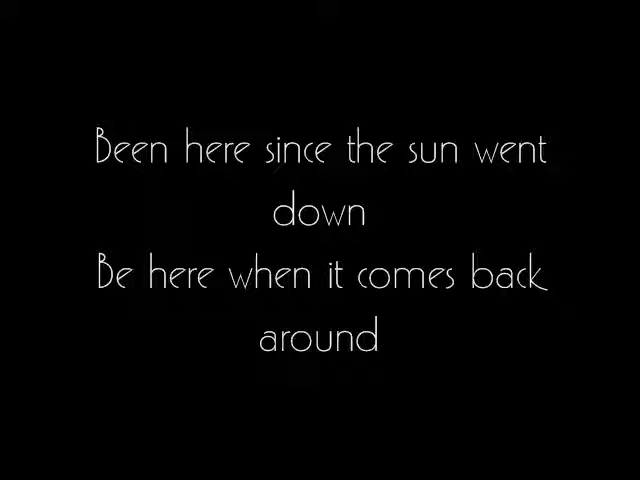 Been here since the sun went
down
Be here when it comes back
around